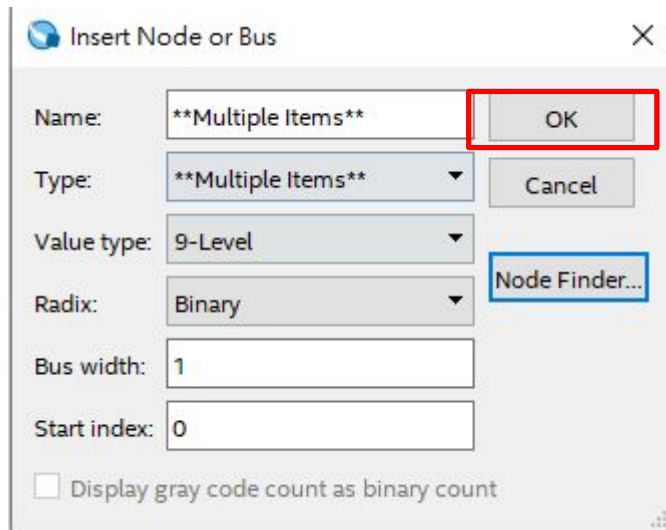 Insert Node or Bus
Name: **Multiple Items** OK
Type: **Multiple Items** Cancel
Value type: 9-Level
Node Finder...
Radix: Binary
Bus width: 1
Start index: 0
Display gray code count as binary count